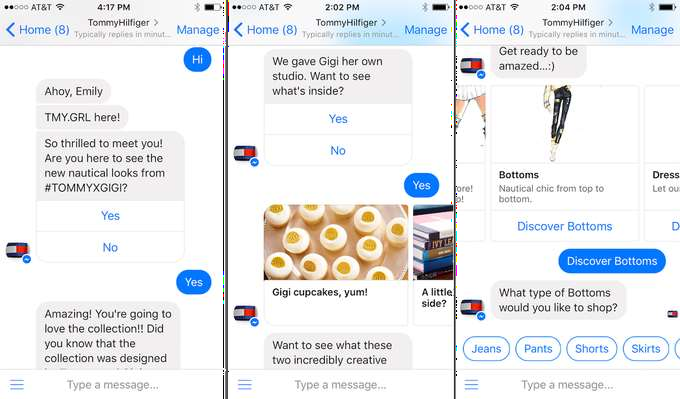 ●●○○○ AT&T 4:17 PM
TommyHilfiger >
Home (8)
Typically replies in minut...
Manage
Hi
Ahoy, Emily
TMY.GRL here!
So thrilled to meet you!
Are you here to see the
new nautical looks from
#TOMMYXGIGI?
Yes
No
Yes
Amazing! You're going to
love the collection!! Did
you know that the
collection was designed
Type a message...
●●○○○ AT&T 2:02 PM
TommyHilfiger >
Home (8)
Typically replies in minut...
Manage
We gave Gigi her own
studio. Want to see
what's inside?
Yes
No
Yes
IVY LEA
Gigi cupcakes, yum!
A little
side?
Want to see what these
two incredibly creative
Type a message...
●●○○○ AT&T 2:04 PM
TommyHilfiger >
Home (8)
Typically replies in minut...
Manage
Get ready to be
amazed...:)
ore!
o!
Bottoms
Nautical chic from top to
bottom.
Discover Bottoms
Dress
Let ou
D
Discover Bottoms
What type of Bottoms
would you like to shop?
Jeans
Pants
Shorts
Skirts
Type a message...